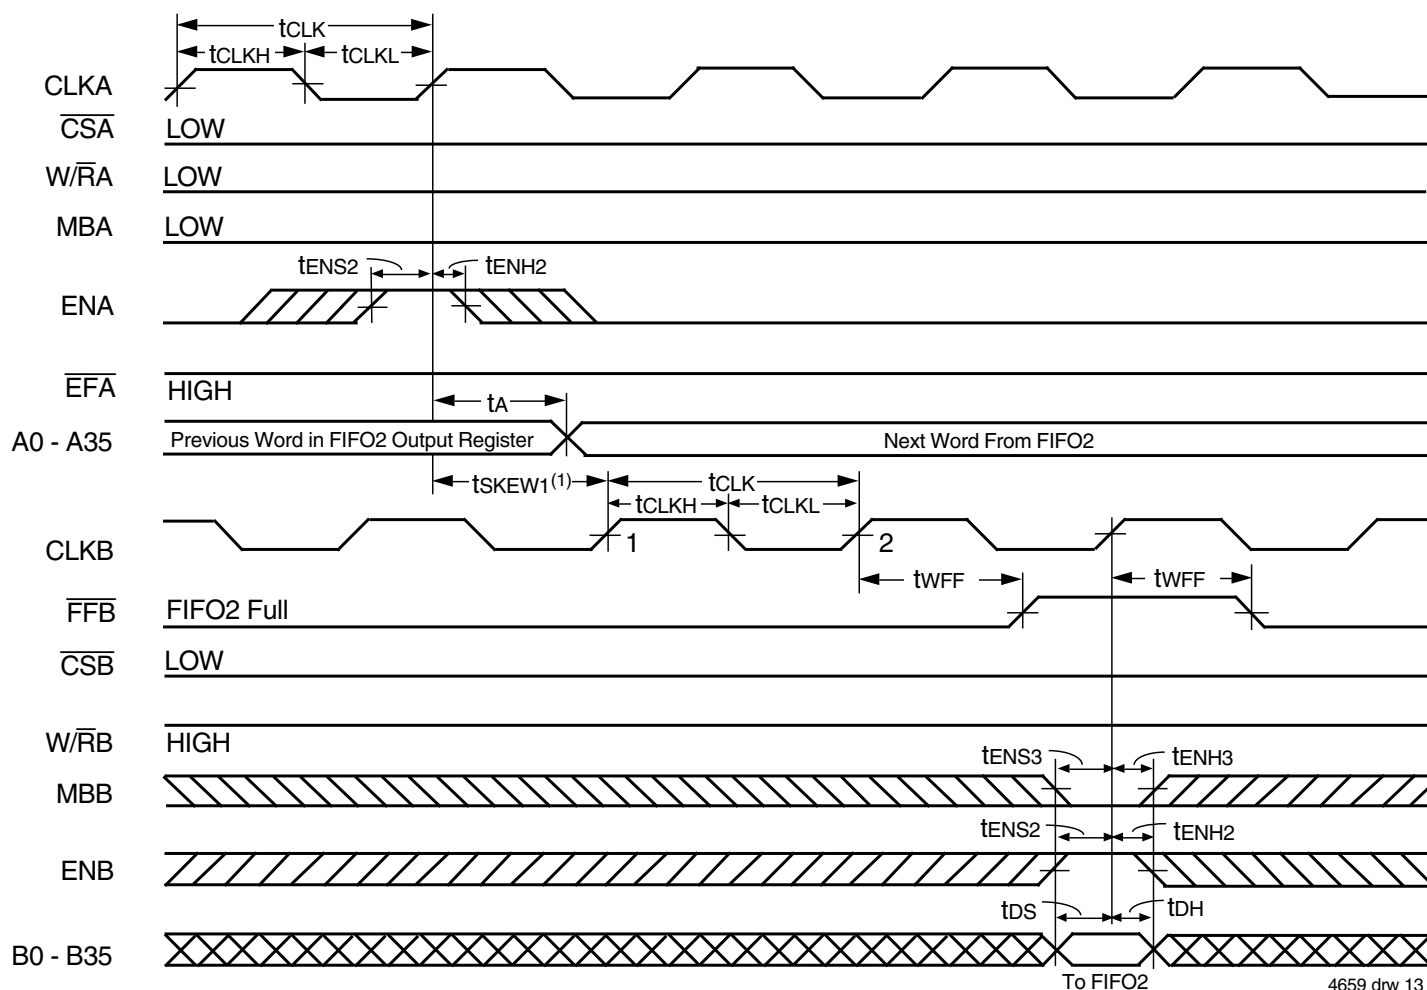 tCLK
tCLKH tCLKL
CLKA
CSA LOW
W/RA LOW
MBA LOW
tENS2 tENH2
ENA
EFA HIGH
tA
A0 - A35 Previous Word in FIFO2 Output Register Next Word From FIFO2
tSKEW1(1) tCLK
tCLKH tCLKL
CLKB 1 2
tWFF tWFF
FFB FIFO2 Full
CSB LOW
W/RB HIGH
tENS3 tENH3
MBB
tENS2 tENH2
ENB
tDS tDH
B0 - B35
To FIFO2
4659 drw 13